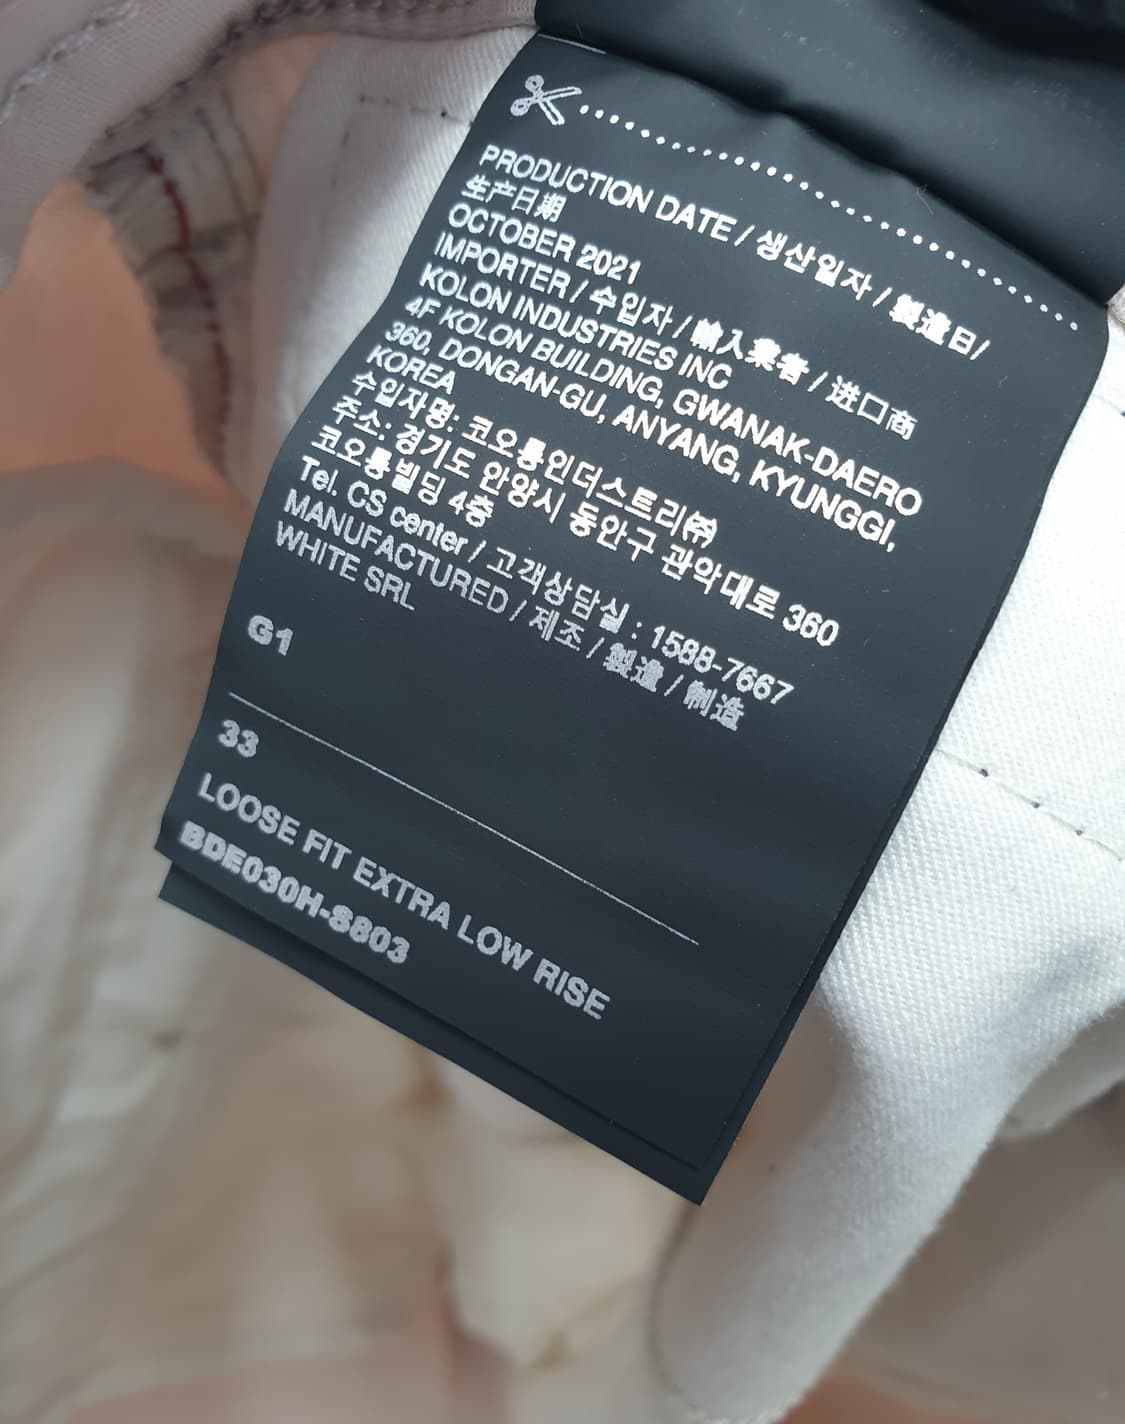 PRODUCTION DATE / 생산일자 / 製造日/
生产日期
OCTOBER 2021
IMPORTER / 수입자 / 輸入業者 / 进口商
KOLON INDUSTRIES INC
4F KOLON BUILDING, GWANAK-DAERO
360, DONGAN-GU, ANYANG, KYUNGGI,
KOREA
수입자명: 코오롱인더스트리㈜
주소: 경기도 안양시 동안구 관악대로 360
코오롱빌딩 4층
Tel. CS center / 고객상담실 : 1588-7667
MANUFACTURED / 제조 / 製造 / 制造
WHITE SRL
G1
33
LOOSE FIT EXTRA LOW RISE
BDE030H-S803